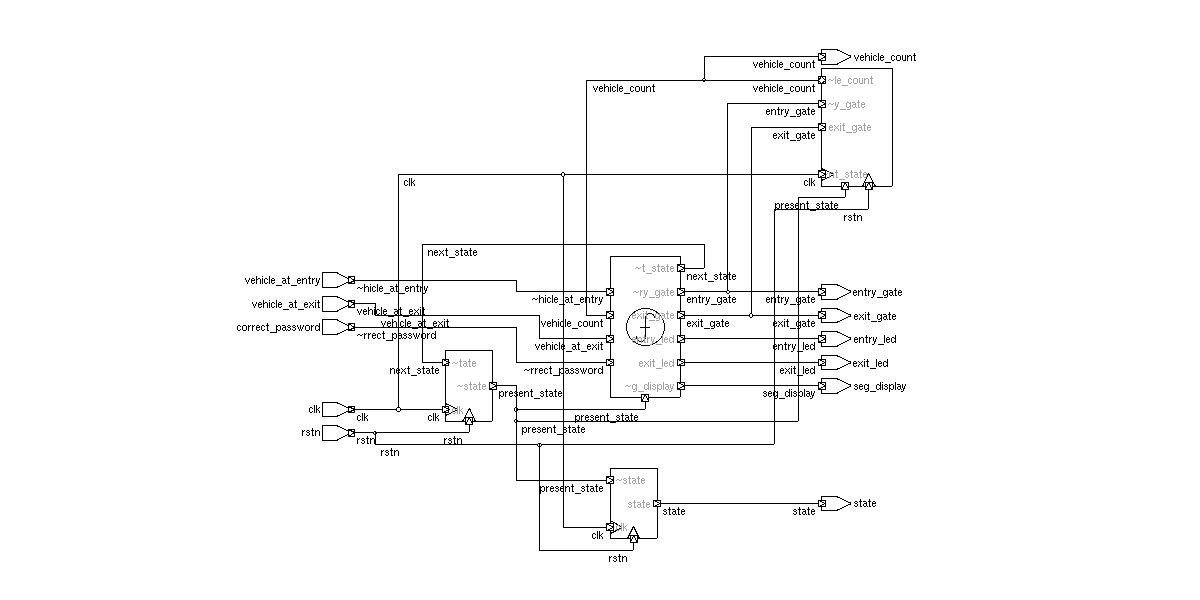 vehicle_count
vehicle_count
~le_count
vehicle_count
vehicle_count
~y_gate
entry_gate
exit_gate
exit_gate
clk
clk
present_state
rstn
next_state
~t_state
next_state
vehicle_at_entry
~hicle_at_entry
~hicle_at_entry
~ry_gate
entry_gate
entry_gate
entry_gate
vehicle_at_exit
vehicle_at_exit
vehicle_at_exit
vehicle_count
exit_gate
exit_gate
exit_gate
correct_password
~rrect_password
vehicle_at_exit
entry_led
entry_led
next_state
~tate
~rrect_password
exit_led
exit_led
exit_led
~state
present_state
~g_display
seg_display
seg_display
clk
clk
clk
clk
present_state
rstn
rstn
rstn
rstn
present_state
present_state
~state
state
state
state
state
clk
clk
rstn